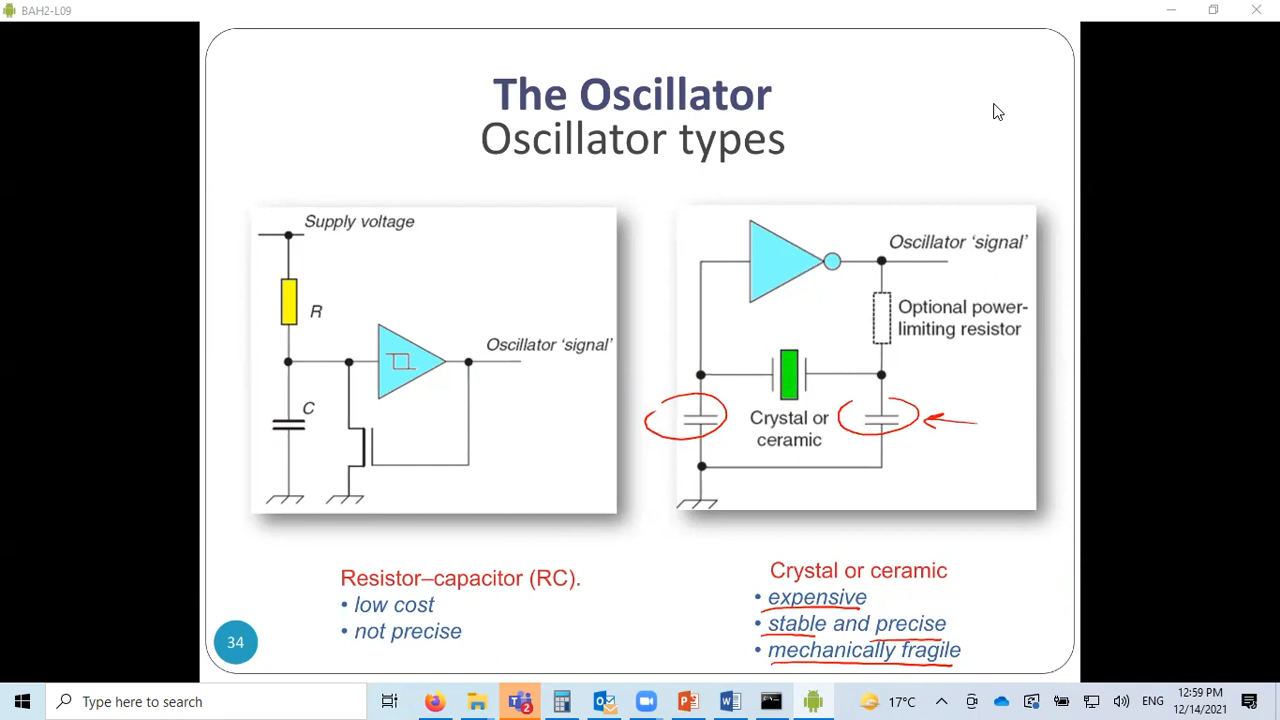 BAH2-L09
The Oscillator
Oscillator types
Supply voltage
R
Oscillator 'signal'
C
Oscillator 'signal'
Optional power-
limiting resistor
Crystal or
ceramic
Resistor–capacitor (RC).
• low cost
• not precise
Crystal or ceramic
• expensive
• stable and precise
• mechanically fragile
34
Type here to search
2
17°C
ENG
12:59 PM
12/14/2021